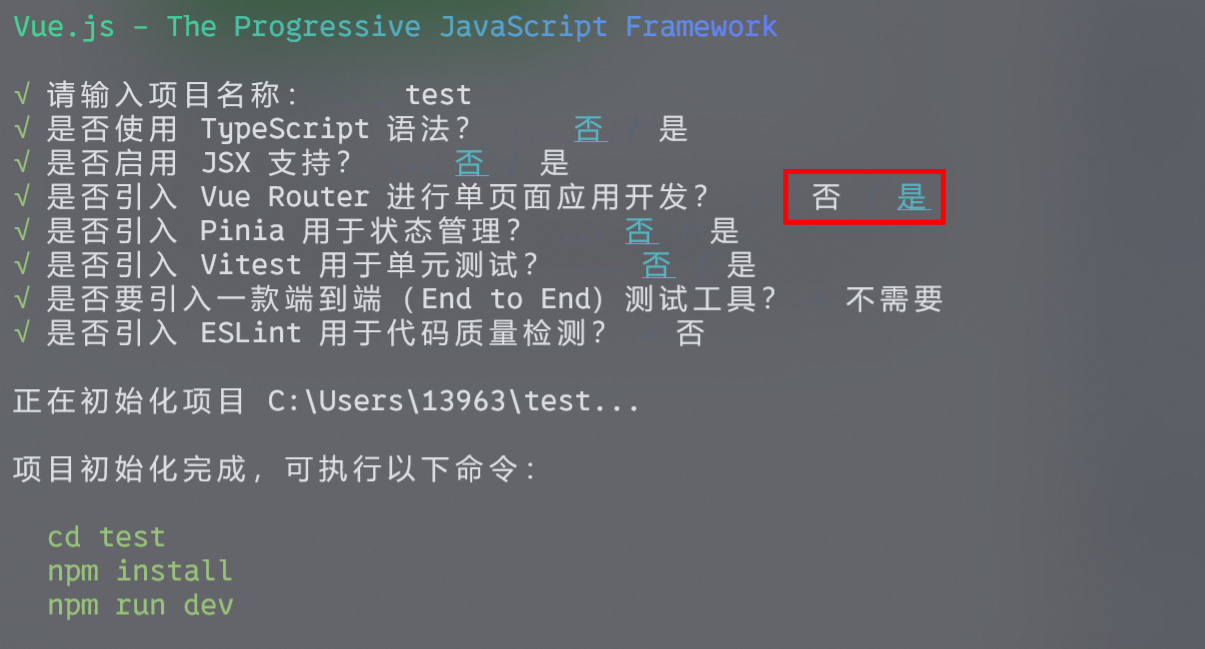 Vue.js - The Progressive JavaScript Framework
√ 请输入项目名称： test
√ 是否使用 TypeScript 语法？ 否 / 是
√ 是否启用 JSX 支持？ 否 / 是
√ 是否引入 Vue Router 进行单页面应用开发？ 否 是
√ 是否引入 Pinia 用于状态管理？ 否 / 是
√ 是否引入 Vitest 用于单元测试？ 否 / 是
√ 是否要引入一款端到端（End to End）测试工具？ 不需要
√ 是否引入 ESLint 用于代码质量检测？ 否
正在初始化项目 C:\Users\13963\test...
项目初始化完成，可执行以下命令：
cd test
npm install
npm run dev